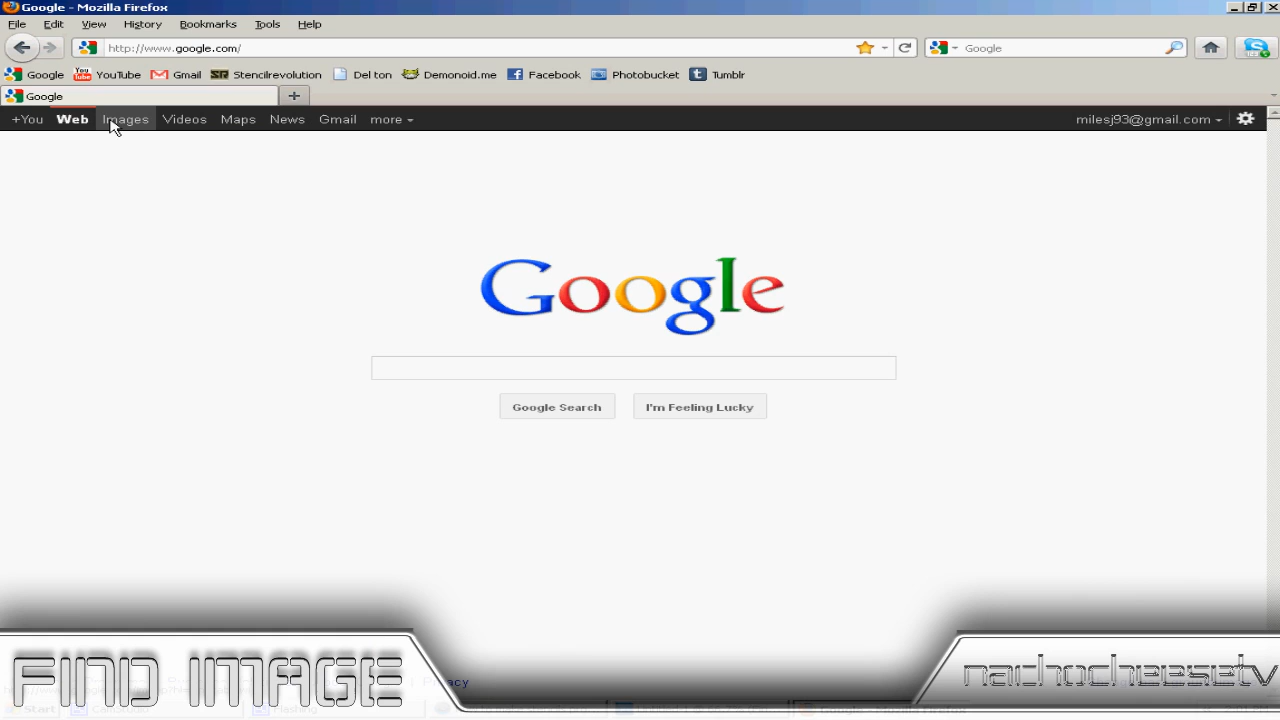 Google - Mozilla Firefox
File Edit View History Bookmarks Tools Help
http://www.google.com/ Google
Google YouTube Gmail Stencilrevolution Del ton Demonoid.me Facebook Photobucket Tumblr
Google
+You Web Images Videos Maps News Gmail more milesj93@gmail.com
Google
Google Search I'm Feeling Lucky
FIND IMAGE
nachocheesetv